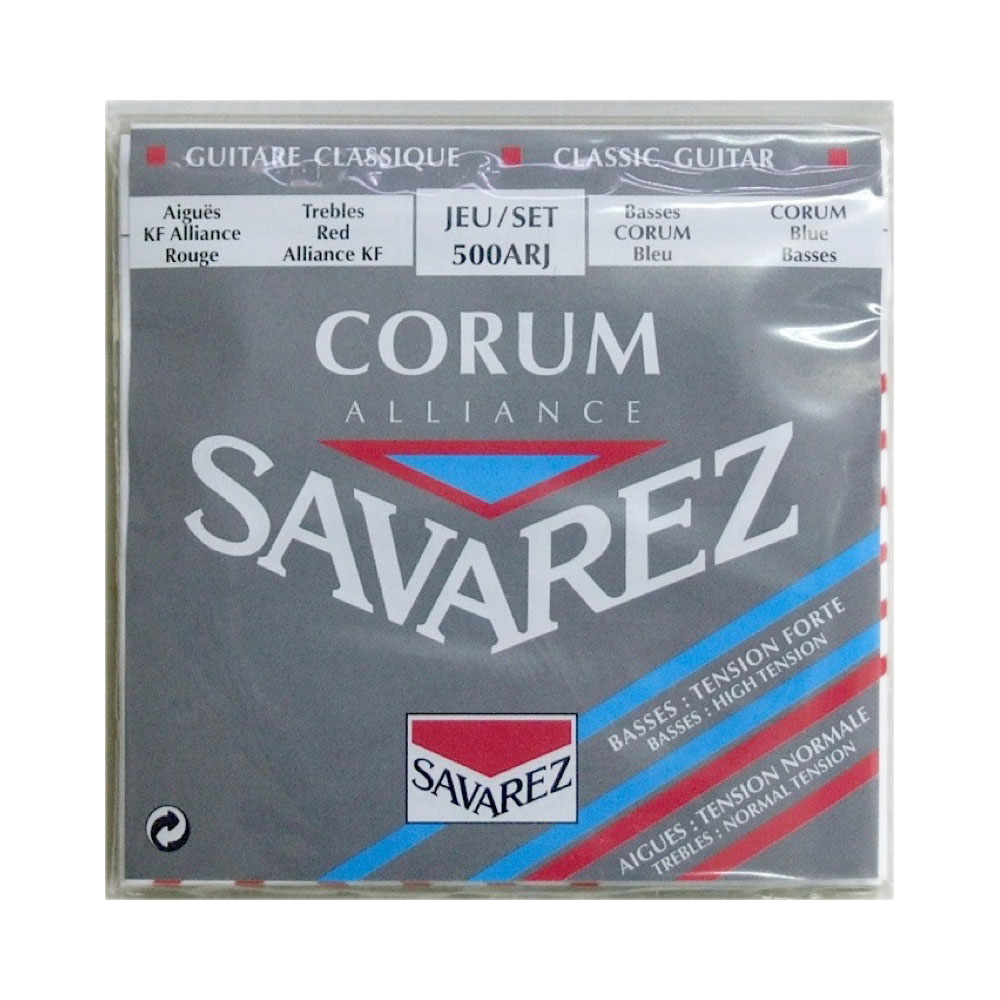 GUITARE CLASSIQUE CLASSIC GUITAR
Aiguës
KF Alliance
Rouge
Trebles
Red
Alliance KF
JEU/SET
500ARJ
Basses
CORUM
Bleu
CORUM
Blue
Basses
CORUM
ALLIANCE
SAVAREZ
BASSES : TENSION FORTE
BASSES : HIGH TENSION
AIGUES : TENSION NORMALE
TREBLES : NORMAL TENSION
SAVAREZ